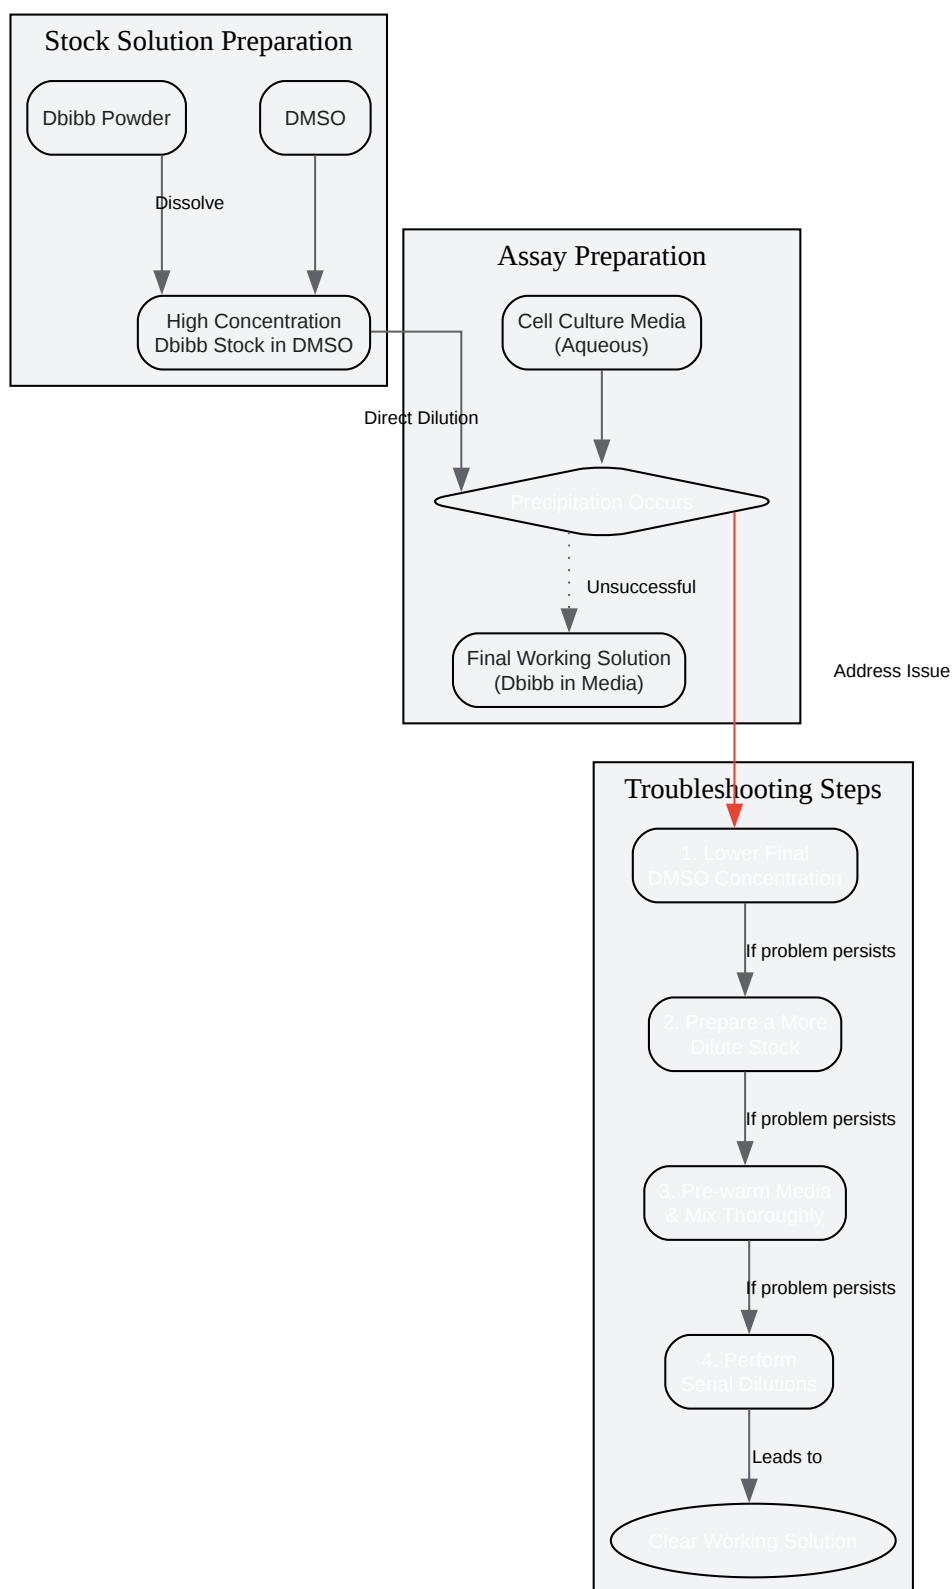 Stock Solution Preparation
Dbibb Powder
DMSO
Dissolve
High Concentration
Dbibb Stock in DMSO
Assay Preparation
Cell Culture Media
(Aqueous)
Direct Dilution
Precipitation Occurs
Unsuccessful
Final Working Solution
(Dbibb in Media)
Address Issue
Troubleshooting Steps
1. Lower Final
DMSO Concentration
If problem persists
2. Prepare a More
Dilute Stock
If problem persists
3. Pre-warm Media
& Mix Thoroughly
If problem persists
4. Perform
Serial Dilutions
Leads to
Clear Working Solution